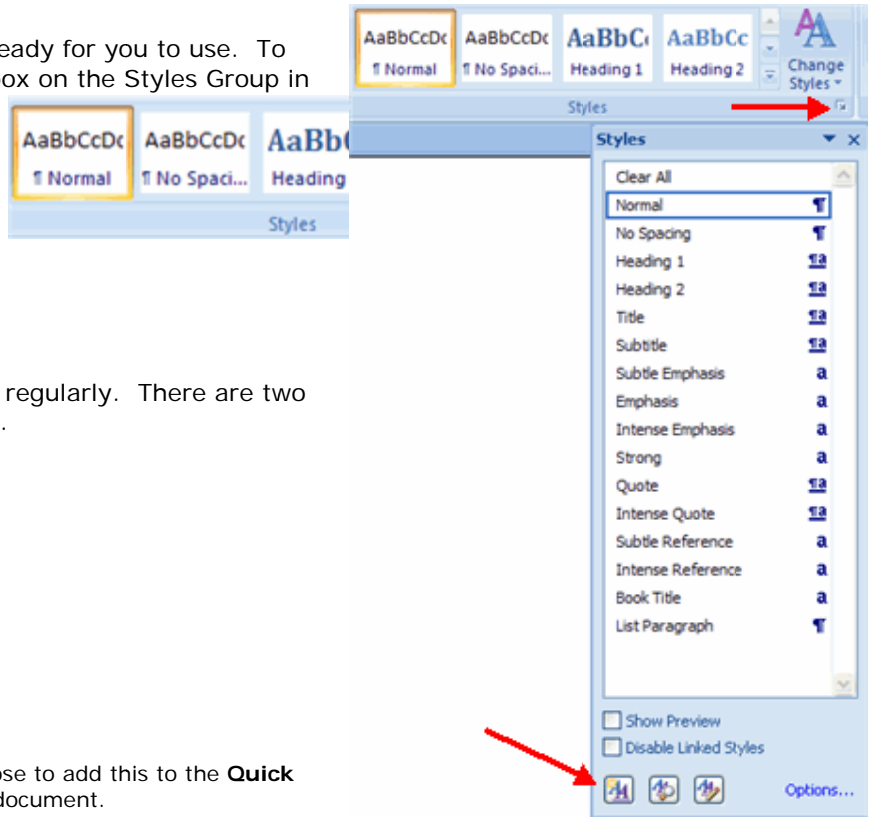 eady for you to use.  To
ox on the Styles Group in
AaBbCcDc AaBbCcDc AaBb
¶ Normal ¶ No Spaci... Heading
Styles
AaBbCcDc AaBbCcDc AaBbC AaBbCc
¶ Normal ¶ No Spaci... Heading 1 Heading 2
Change
Styles
Styles
Styles
Clear All
Normal ¶
No Spacing ¶
Heading 1 ¶a
Heading 2 ¶a
Title ¶a
Subtitle ¶a
Subtle Emphasis a
Emphasis a
Intense Emphasis a
Strong a
Quote ¶a
Intense Quote ¶a
Subtle Reference a
Intense Reference a
Book Title a
List Paragraph ¶
Show Preview
Disable Linked Styles
Options...
regularly.  There are two
.
ose to add this to the Quick
document.